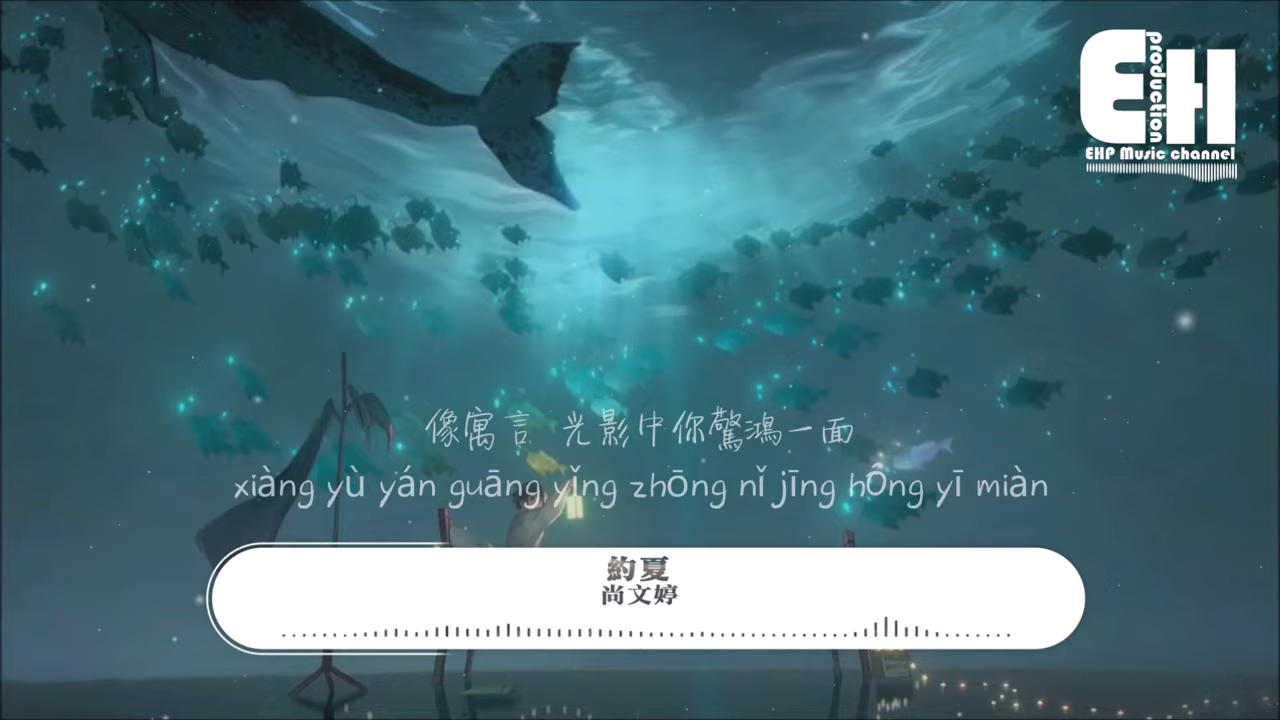 EH
production
EHP Music channel
像寓言 光影中你驚鴻一面
xiàng yù yán guāng yǐng zhōng nǐ jīng hóng yī miàn
約夏
尚文婷